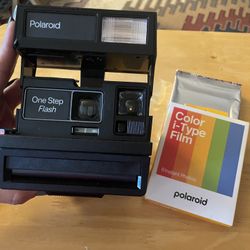 Polaroid
One Step
Flash
Color
i-Type
Film
polaroid